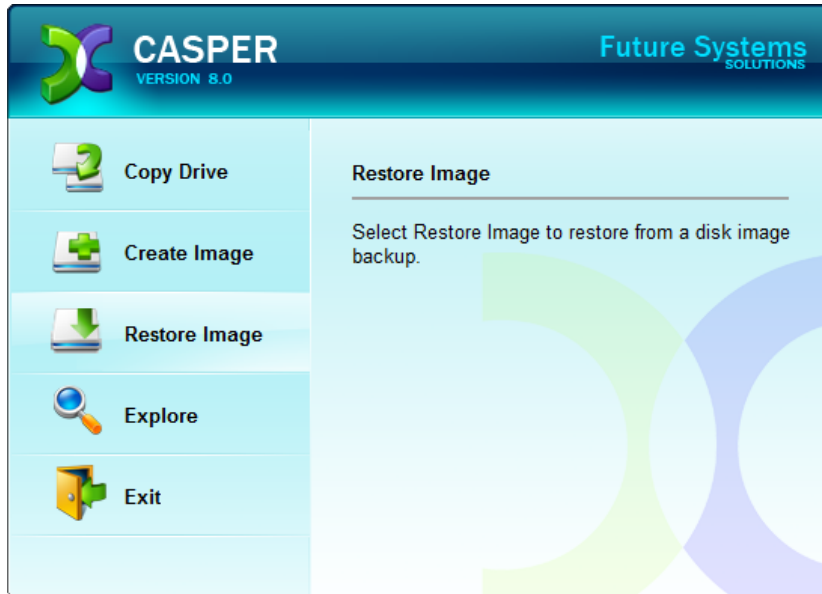 CASPER
VERSION 8.0
Future Systems
SOLUTIONS
Copy Drive
Create Image
Restore Image
Explore
Exit
Restore Image
Select Restore Image to restore from a disk image
backup.